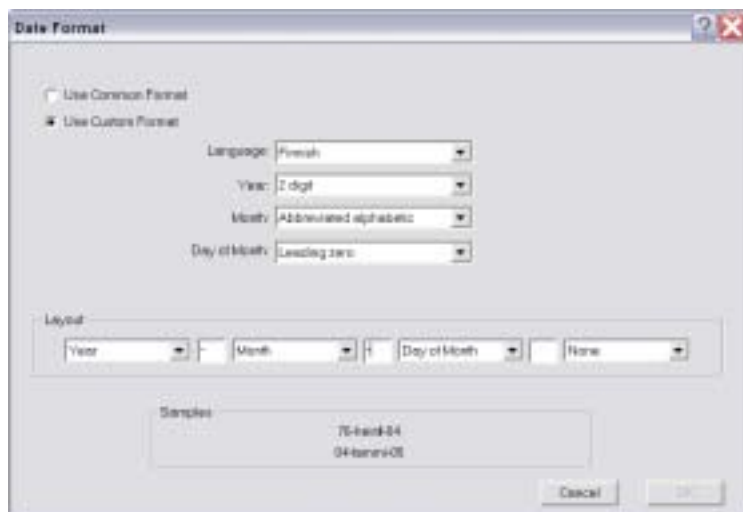 Date Format
Use Common Format
Use Custom Format
Language: Finnish
Year: 2 digit
Month: Abbreviated alphabetic
Day of Month: Leading zero
Layout
Year - Month Day of Month None
Samples
Cancel OK